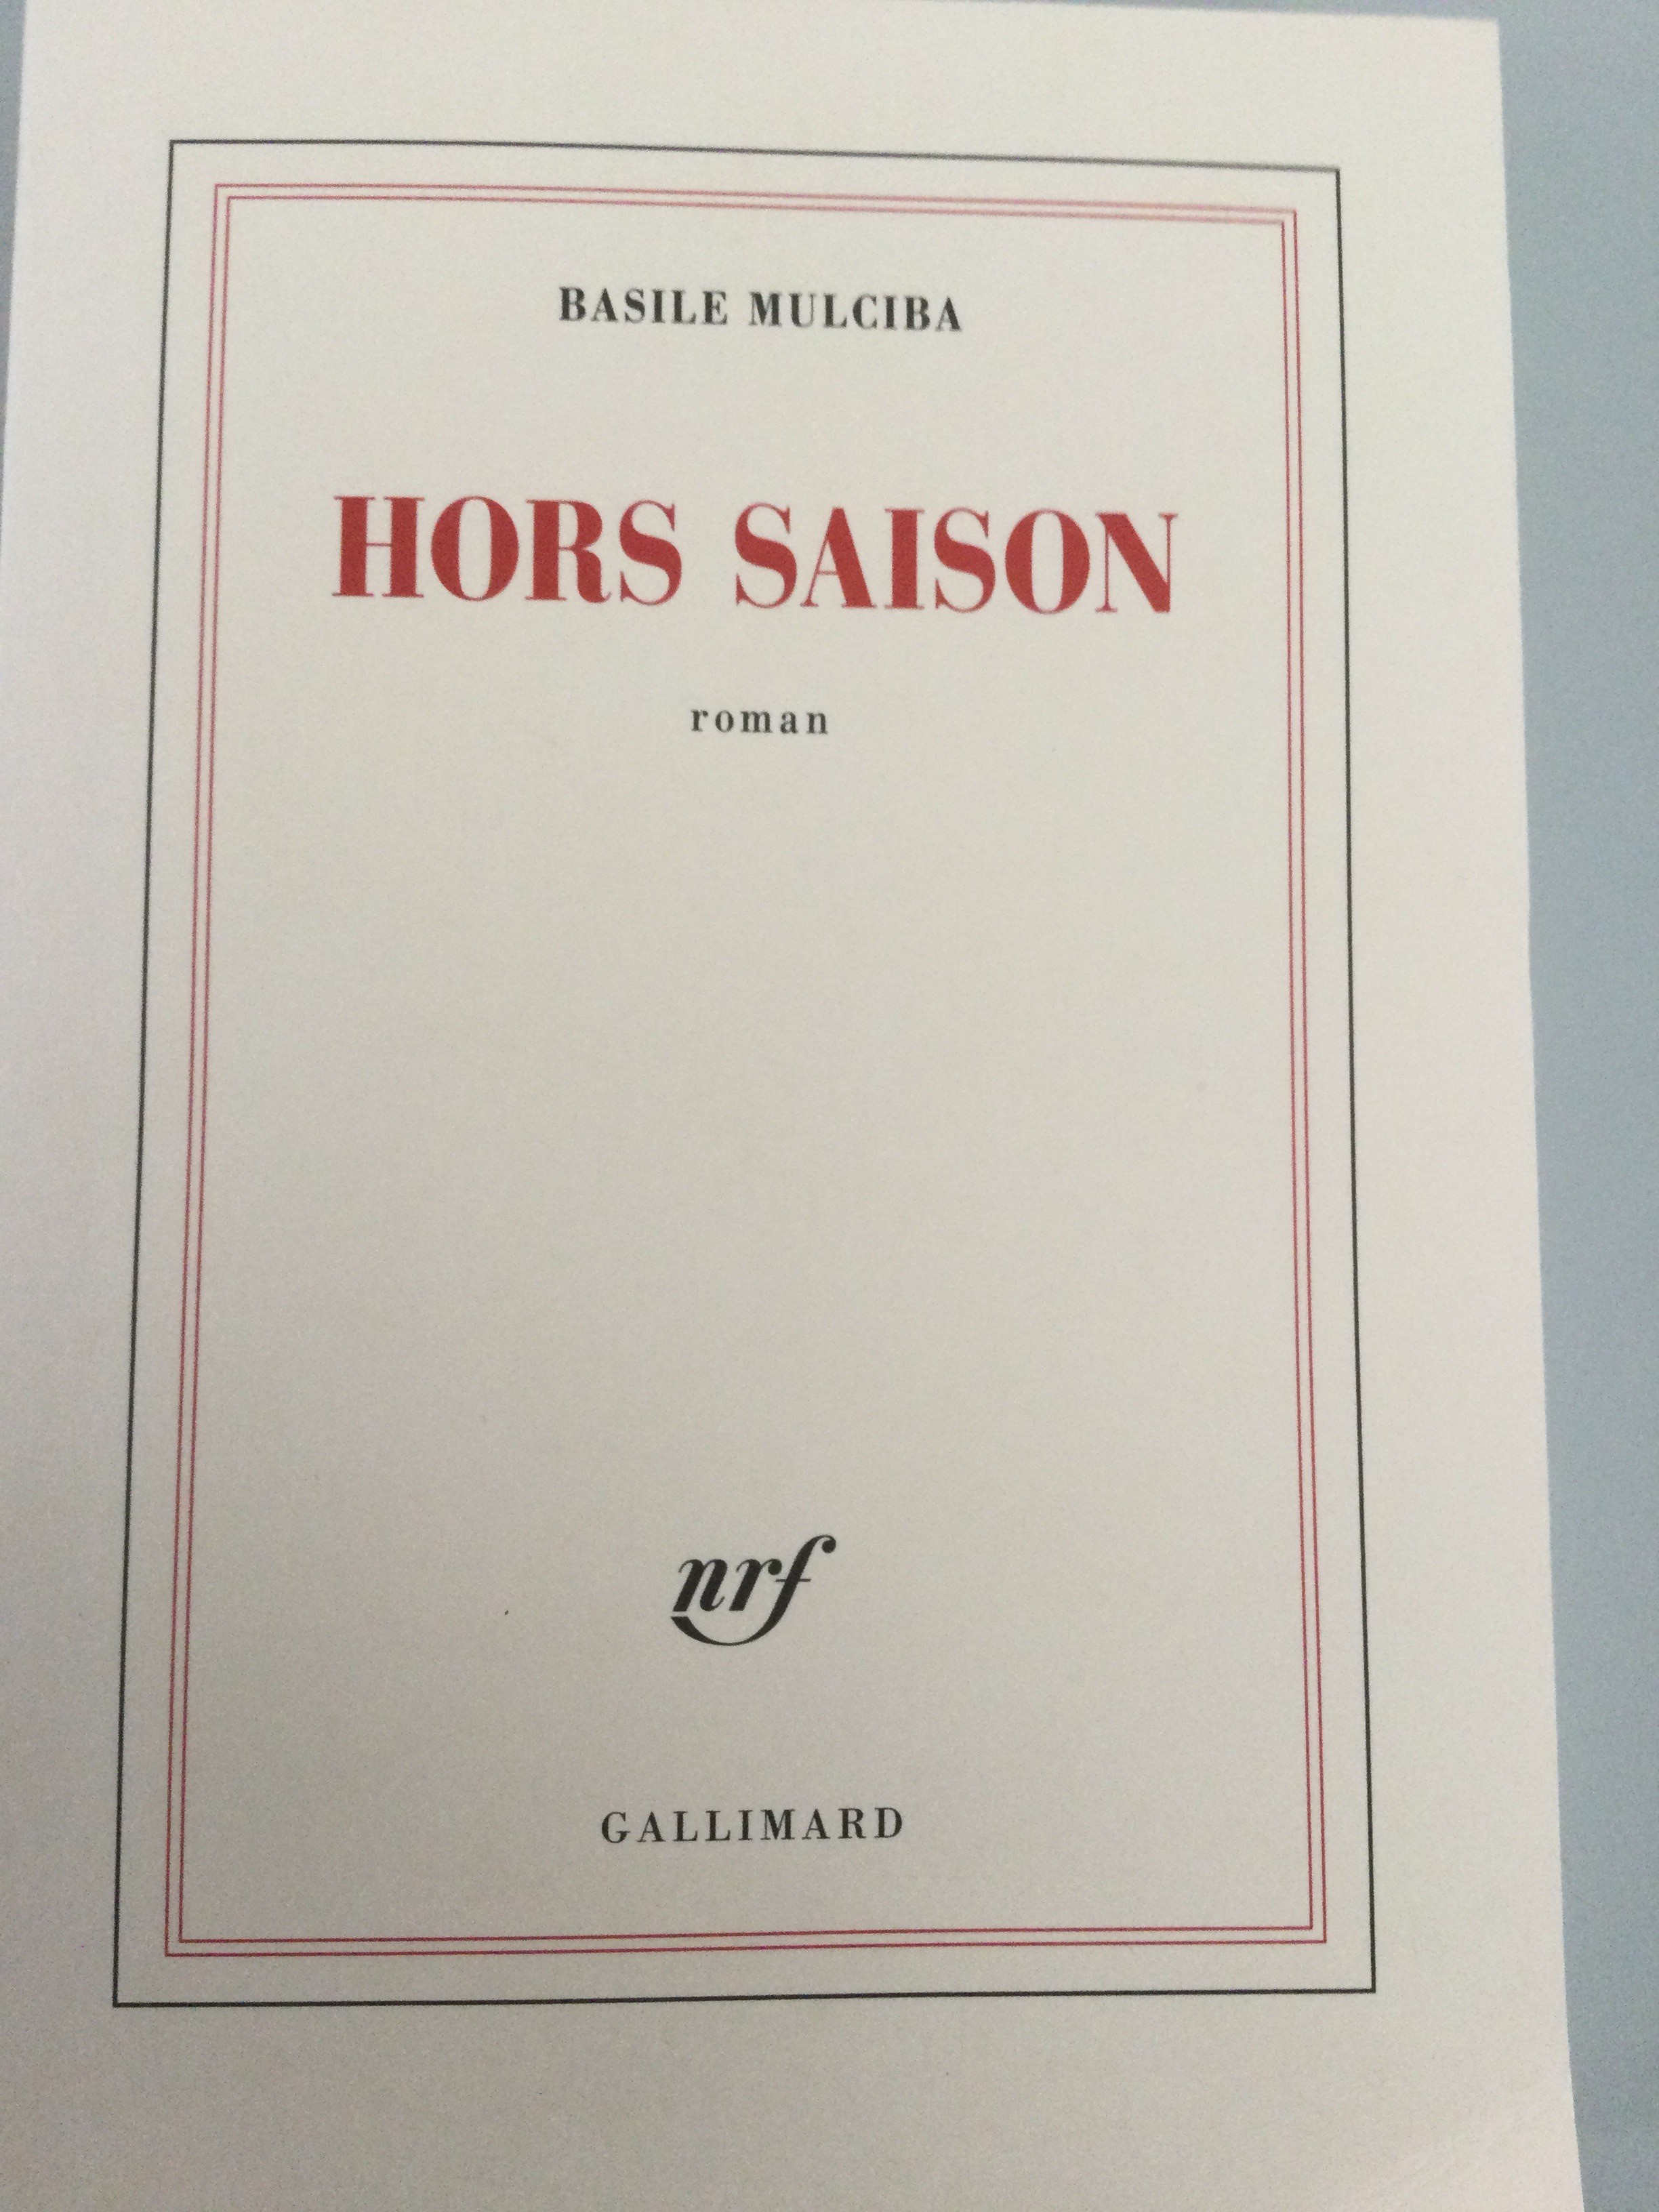 BASILE MULCIBA
HORS SAISON
roman
nrf
GALLIMARD